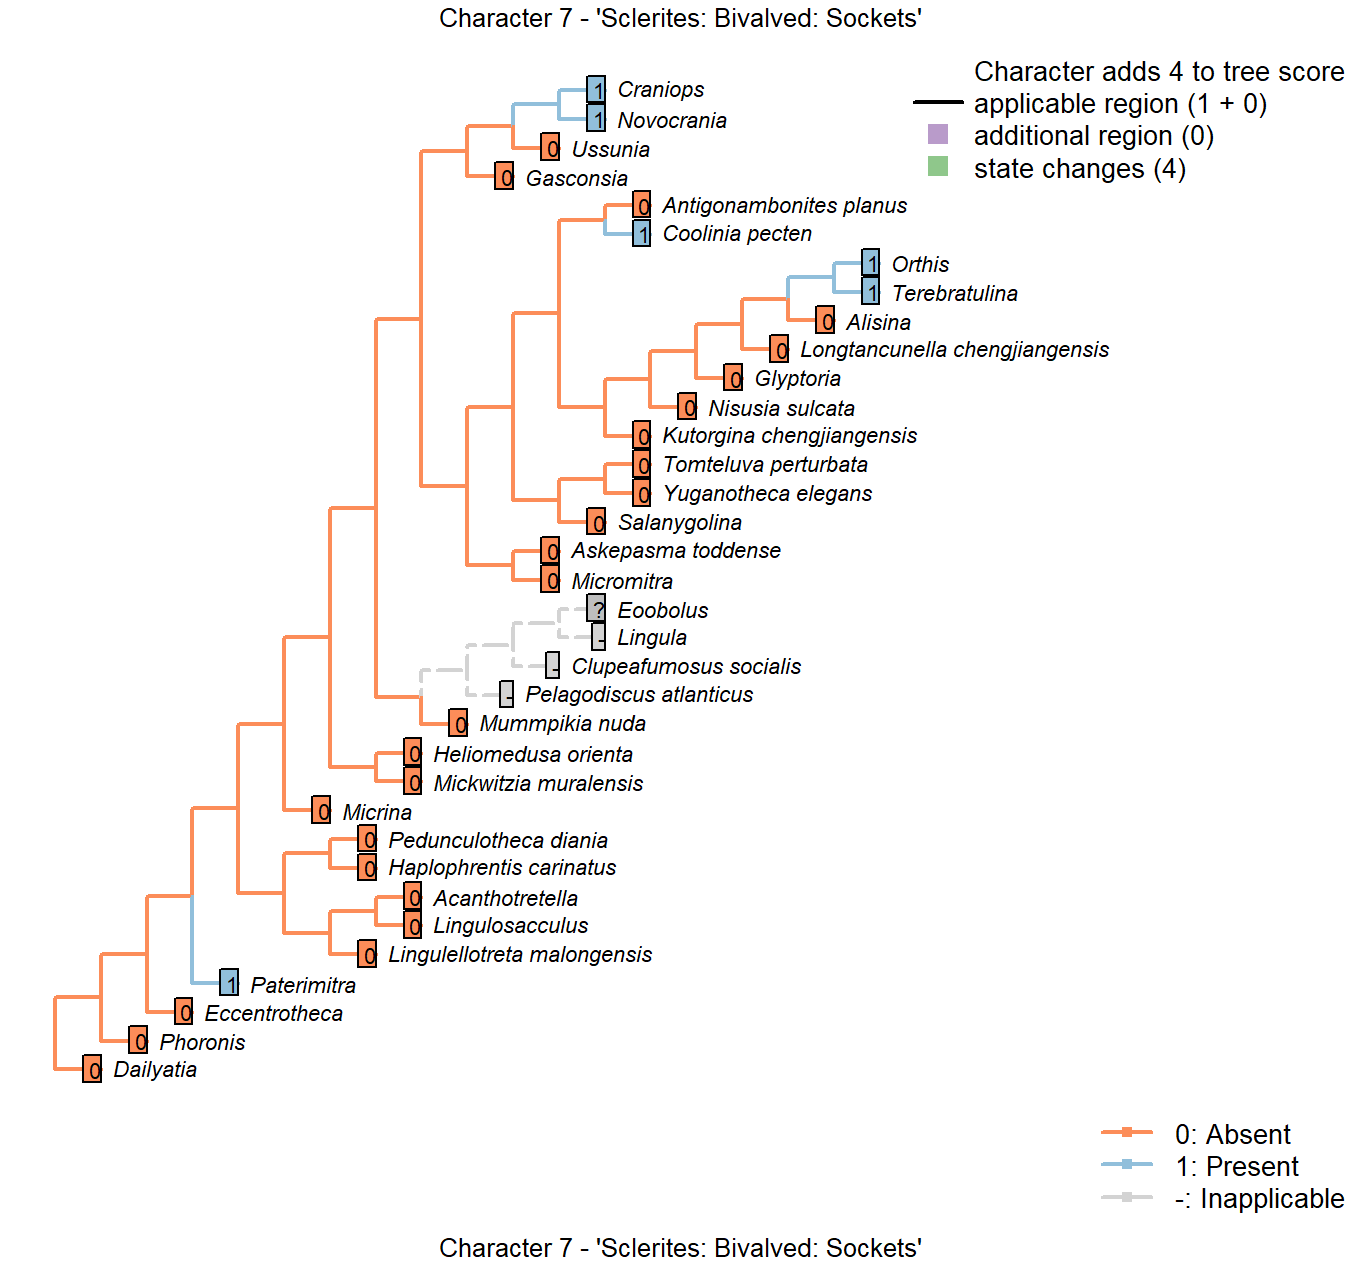 Character 7 - 'Sclerites: Bivalved: Sockets'
Character adds 4 to tree score
applicable region (1 + 0)
additional region (0)
state changes (4)
1 Craniops
1 Novocrania
0 Ussunia
0 Gasconsia
0 Antigonambonites planus
1 Coolinia pecten
1 Orthis
1 Terebratulina
0 Alisina
0 Longtancunella chengjiangensis
0 Glyptoria
0 Nisusia sulcata
0 Kutorgina chengjiangensis
0 Tomteluva perturbata
0 Yuganotheca elegans
0 Salanygolina
0 Askepasma toddense
0 Micromitra
? Eoobolus
- Lingula
- Clupeafumosus socialis
- Pelagodiscus atlanticus
0 Mummpikia nuda
0 Heliomedusa orienta
0 Mickwitzia muralensis
0 Micrina
0 Pedunculotheca diania
0 Haplophrentis carinatus
0 Acanthotretella
0 Lingulosacculus
0 Lingulellotreta malongensis
1 Paterimitra
0 Eccentrotheca
0 Phoronis
0 Dailyatia
0: Absent
1: Present
-: Inapplicable
Character 7 - 'Sclerites: Bivalved: Sockets'